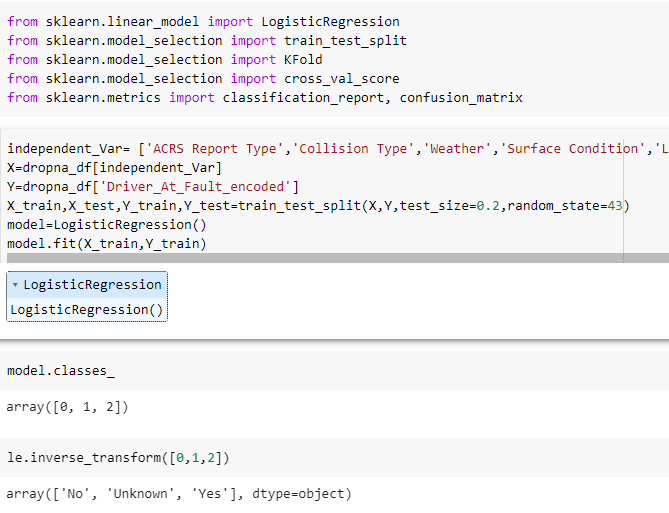 from sklearn.linear_model import LogisticRegression
from sklearn.model_selection import train_test_split
from sklearn.model_selection import KFold
from sklearn.model_selection import cross_val_score
from sklearn.metrics import classification_report, confusion_matrix
independent_Var= ['ACRS Report Type','Collision Type','Weather','Surface Condition','L
X=dropna_df[independent_Var]
Y=dropna_df['Driver_At_Fault_encoded']
X_train,X_test,Y_train,Y_test=train_test_split(X,Y,test_size=0.2,random_state=43)
model=LogisticRegression()
model.fit(X_train,Y_train)
LogisticRegression
LogisticRegression()
model.classes_
array([0, 1, 2])
le.inverse_transform([0,1,2])
array(['No', 'Unknown', 'Yes'], dtype=object)